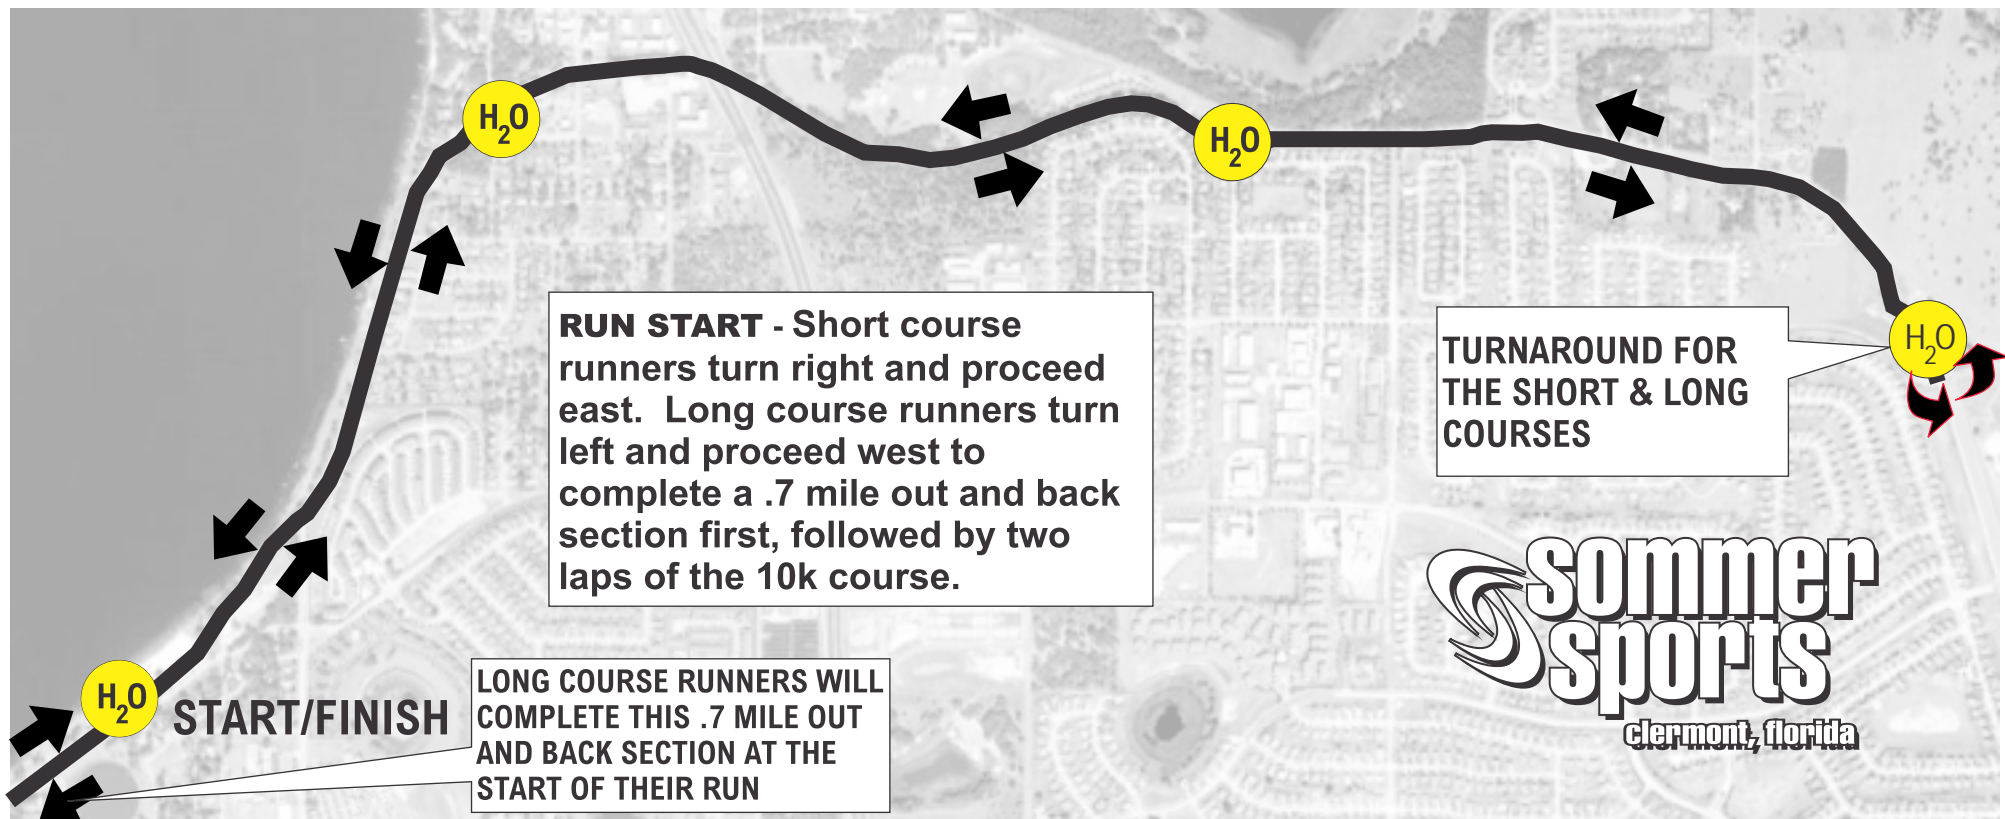 H2O
H2O
H2O
RUN START - Short course
runners turn right and proceed
east.  Long course runners turn
left and proceed west to
complete a .7 mile out and back
section first, followed by two
laps of the 10k course.
TURNAROUND FOR
THE SHORT & LONG
COURSES
H2O
sommer
sports
clermont, florida
H2O
START/FINISH
LONG COURSE RUNNERS WILL
COMPLETE THIS .7 MILE OUT
AND BACK SECTION AT THE
START OF THEIR RUN